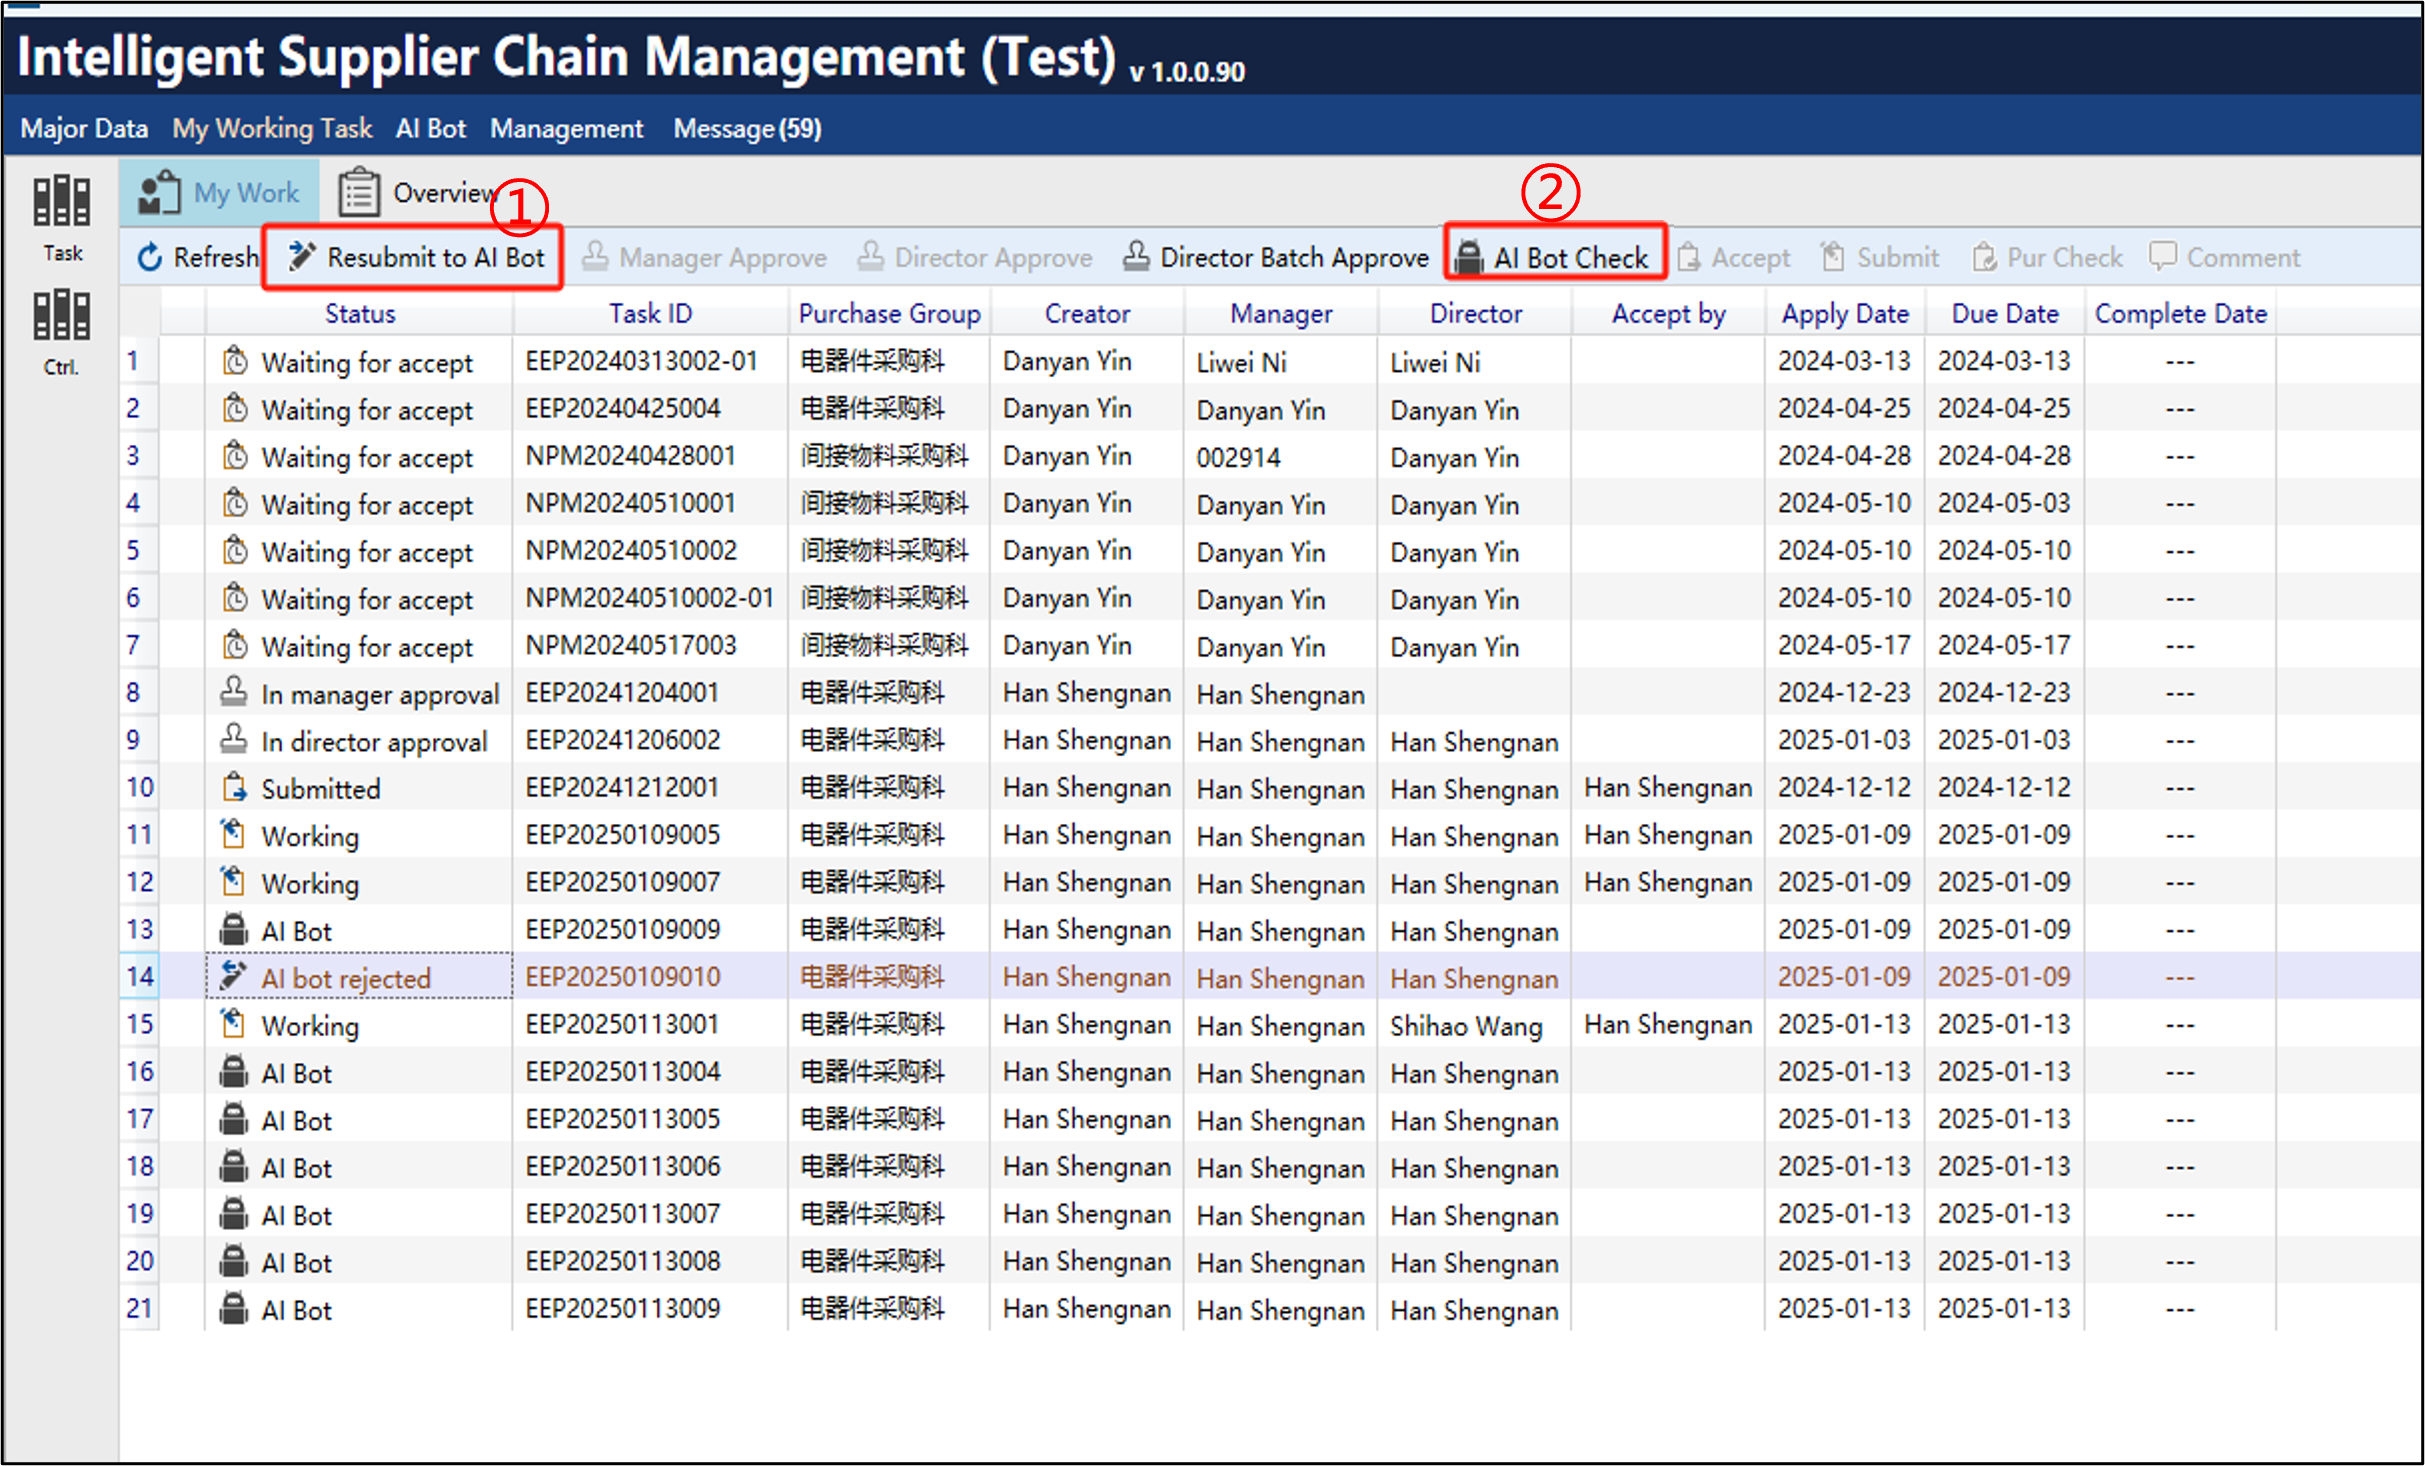 Intelligent Supplier Chain Management (Test) v 1.0.0.90
Major Data My Working Task AI Bot Management Message(59)
Task
Ctrl.
My Work Overview ①
②
Refresh Resubmit to AI Bot Manager Approve Director Approve Director Batch Approve AI Bot Check Accept Submit Pur Check Comment
Status Task ID Purchase Group Creator Manager Director Accept by Apply Date Due Date Complete Date
1 Waiting for accept EEP20240313002-01 电器件采购科 Danyan Yin Liwei Ni Liwei Ni 2024-03-13 2024-03-13 ---
2 Waiting for accept EEP20240425004 电器件采购科 Danyan Yin Danyan Yin Danyan Yin 2024-04-25 2024-04-25 ---
3 Waiting for accept NPM20240428001 间接物料采购科 Danyan Yin 002914 Danyan Yin 2024-04-28 2024-04-28 ---
4 Waiting for accept NPM20240510001 间接物料采购科 Danyan Yin Danyan Yin Danyan Yin 2024-05-10 2024-05-03 ---
5 Waiting for accept NPM20240510002 间接物料采购科 Danyan Yin Danyan Yin Danyan Yin 2024-05-10 2024-05-10 ---
6 Waiting for accept NPM20240510002-01 间接物料采购科 Danyan Yin Danyan Yin Danyan Yin 2024-05-10 2024-05-10 ---
7 Waiting for accept NPM20240517003 间接物料采购科 Danyan Yin Danyan Yin Danyan Yin 2024-05-17 2024-05-17 ---
8 In manager approval EEP20241204001 电器件采购科 Han Shengnan Han Shengnan 2024-12-23 2024-12-23 ---
9 In director approval EEP20241206002 电器件采购科 Han Shengnan Han Shengnan Han Shengnan 2025-01-03 2025-01-03 ---
10 Submitted EEP20241212001 电器件采购科 Han Shengnan Han Shengnan Han Shengnan Han Shengnan 2024-12-12 2024-12-12 ---
11 Working EEP20250109005 电器件采购科 Han Shengnan Han Shengnan Han Shengnan Han Shengnan 2025-01-09 2025-01-09 ---
12 Working EEP20250109007 电器件采购科 Han Shengnan Han Shengnan Han Shengnan Han Shengnan 2025-01-09 2025-01-09 ---
13 AI Bot EEP20250109009 电器件采购科 Han Shengnan Han Shengnan Han Shengnan 2025-01-09 2025-01-09 ---
14 AI bot rejected EEP20250109010 电器件采购科 Han Shengnan Han Shengnan Han Shengnan 2025-01-09 2025-01-09 ---
15 Working EEP20250113001 电器件采购科 Han Shengnan Han Shengnan Shihao Wang Han Shengnan 2025-01-13 2025-01-13 ---
16 AI Bot EEP20250113004 电器件采购科 Han Shengnan Han Shengnan Han Shengnan 2025-01-13 2025-01-13 ---
17 AI Bot EEP20250113005 电器件采购科 Han Shengnan Han Shengnan Han Shengnan 2025-01-13 2025-01-13 ---
18 AI Bot EEP20250113006 电器件采购科 Han Shengnan Han Shengnan Han Shengnan 2025-01-13 2025-01-13 ---
19 AI Bot EEP20250113007 电器件采购科 Han Shengnan Han Shengnan Han Shengnan 2025-01-13 2025-01-13 ---
20 AI Bot EEP20250113008 电器件采购科 Han Shengnan Han Shengnan Han Shengnan 2025-01-13 2025-01-13 ---
21 AI Bot EEP20250113009 电器件采购科 Han Shengnan Han Shengnan Han Shengnan 2025-01-13 2025-01-13 ---